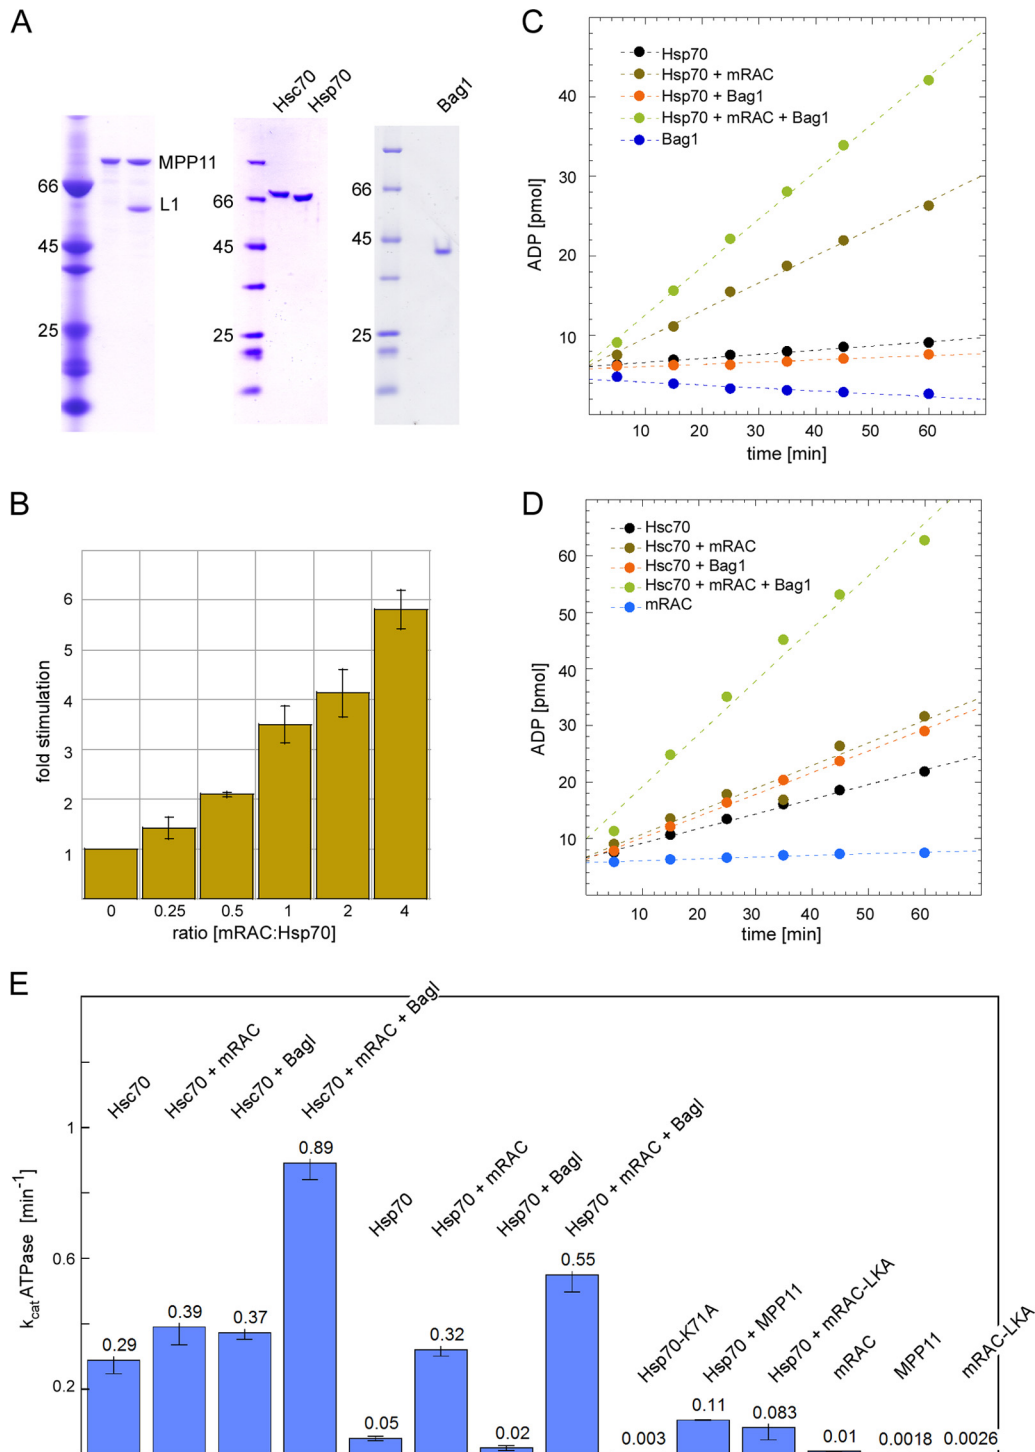 A
Hsc70
Hsp70
Bag1
MPP11
L1
66
45
25
66
45
25
66
45
25
C
Hsp70
Hsp70 + mRAC
Hsp70 + Bag1
Hsp70 + mRAC + Bag1
Bag1
ADP [pmol]
40
30
20
10
10 20 30 40 50 60
time [min]
B
fold stimulation
6
5
4
3
2
1
0 0.25 0.5 1 2 4
ratio [mRAC:Hsp70]
D
Hsc70
Hsc70 + mRAC
Hsc70 + Bag1
Hsc70 + mRAC + Bag1
mRAC
ADP [pmol]
60
50
40
30
20
10
10 20 30 40 50 60
time [min]
E
kcatATPase [min-1]
1
0.6
0.2
Hsc70
Hsc70 + mRAC
Hsc70 + BagI
Hsc70 + mRAC + BagI
Hsp70
Hsp70 + mRAC
Hsp70 + BagI
Hsp70 + mRAC + BagI
Hsp70-K71A
Hsp70 + MPP11
Hsp70 + mRAC-LKA
mRAC
MPP11
mRAC-LKA
0.29
0.39
0.37
0.89
0.05
0.32
0.02
0.55
0.003
0.11
0.083
0.01
0.0018
0.0026